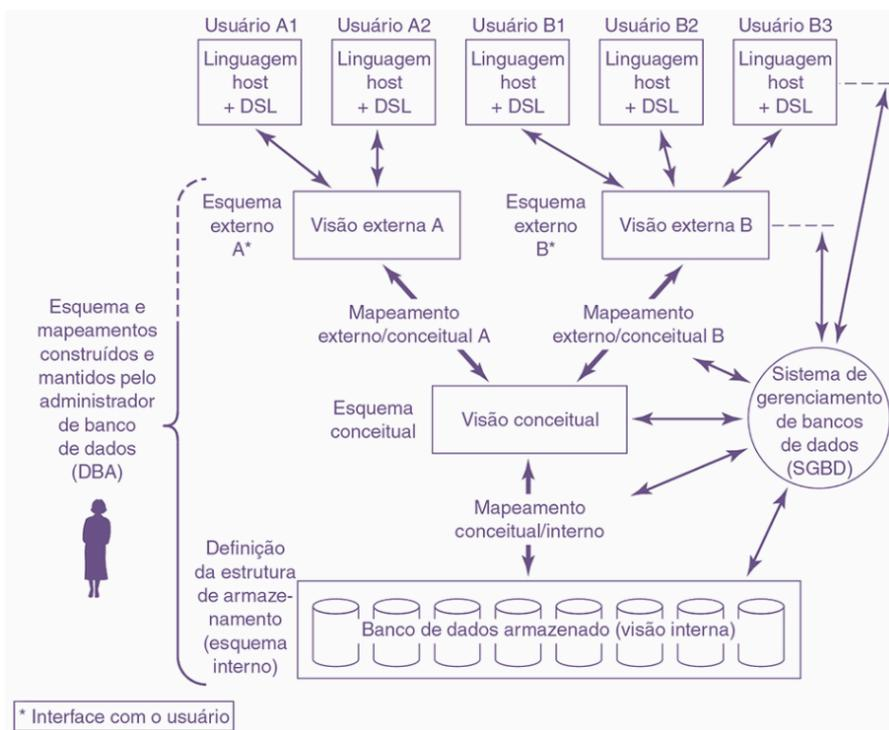 Usuário A1
Usuário A2
Usuário B1
Usuário B2
Usuário B3
Linguagem
host
+ DSL
Linguagem
host
+ DSL
Linguagem
host
+ DSL
Linguagem
host
+ DSL
Linguagem
host
+ DSL
Esquema
externo
A*
Visão externa A
Esquema
externo
B*
Visão externa B
Esquema e
mapeamentos
construídos e
mantidos pelo
administrador
de banco
de dados
(DBA)
Mapeamento
externo/conceitual A
Mapeamento
externo/conceitual B
Esquema
conceitual
Visão conceitual
Sistema de
gerenciamento
de bancos
de dados
(SGBD)
Mapeamento
conceitual/interno
Definição
da estrutura
de armaze-
namento
(esquema
interno)
Banco de dados armazenado (visão interna)
* Interface com o usuário